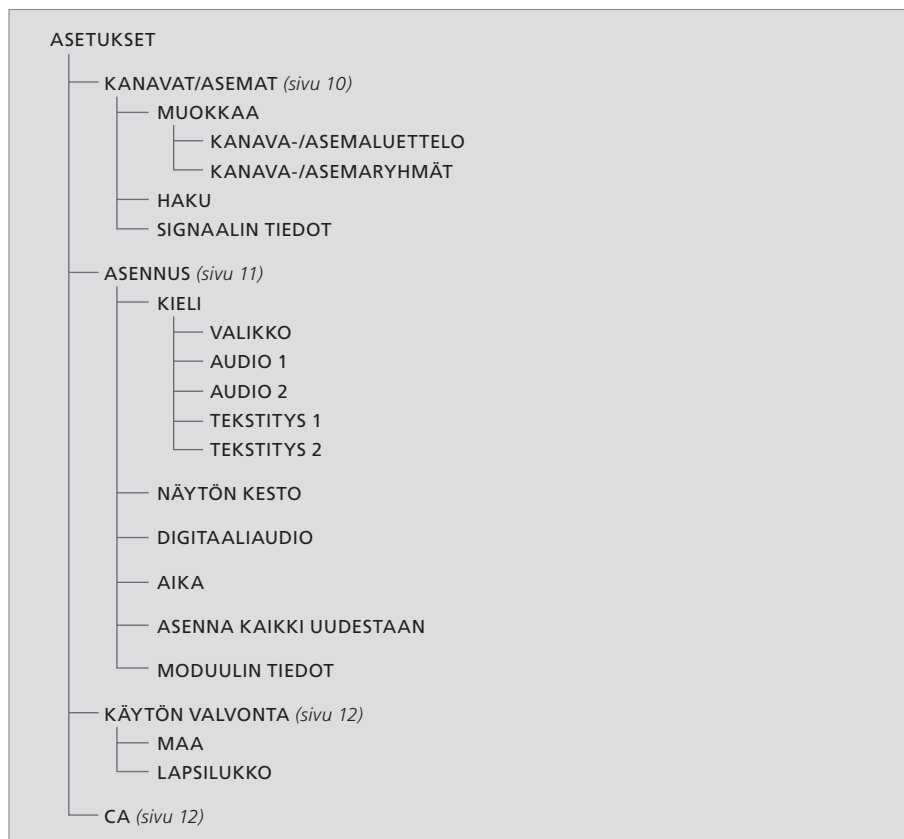 ASETUKSET
KANAVAT/ASEMAT (sivu 10)
MUOKKAA
KANAVA-/ASEMALUETTELO
KANAVA-/ASEMARYHMÄT
HAKU
SIGNAALIN TIEDOT
ASENNUS (sivu 11)
KIELI
VALIKKO
AUDIO 1
AUDIO 2
TEKSTITYS 1
TEKSTITYS 2
NÄYTÖN KESTO
DIGITAALIAUDIO
AIKA
ASENNA KAIKKI UUDESTAAN
MODUULIN TIEDOT
KÄYTÖN VALVONTA (sivu 12)
MAA
LAPSILUKKO
CA (sivu 12)